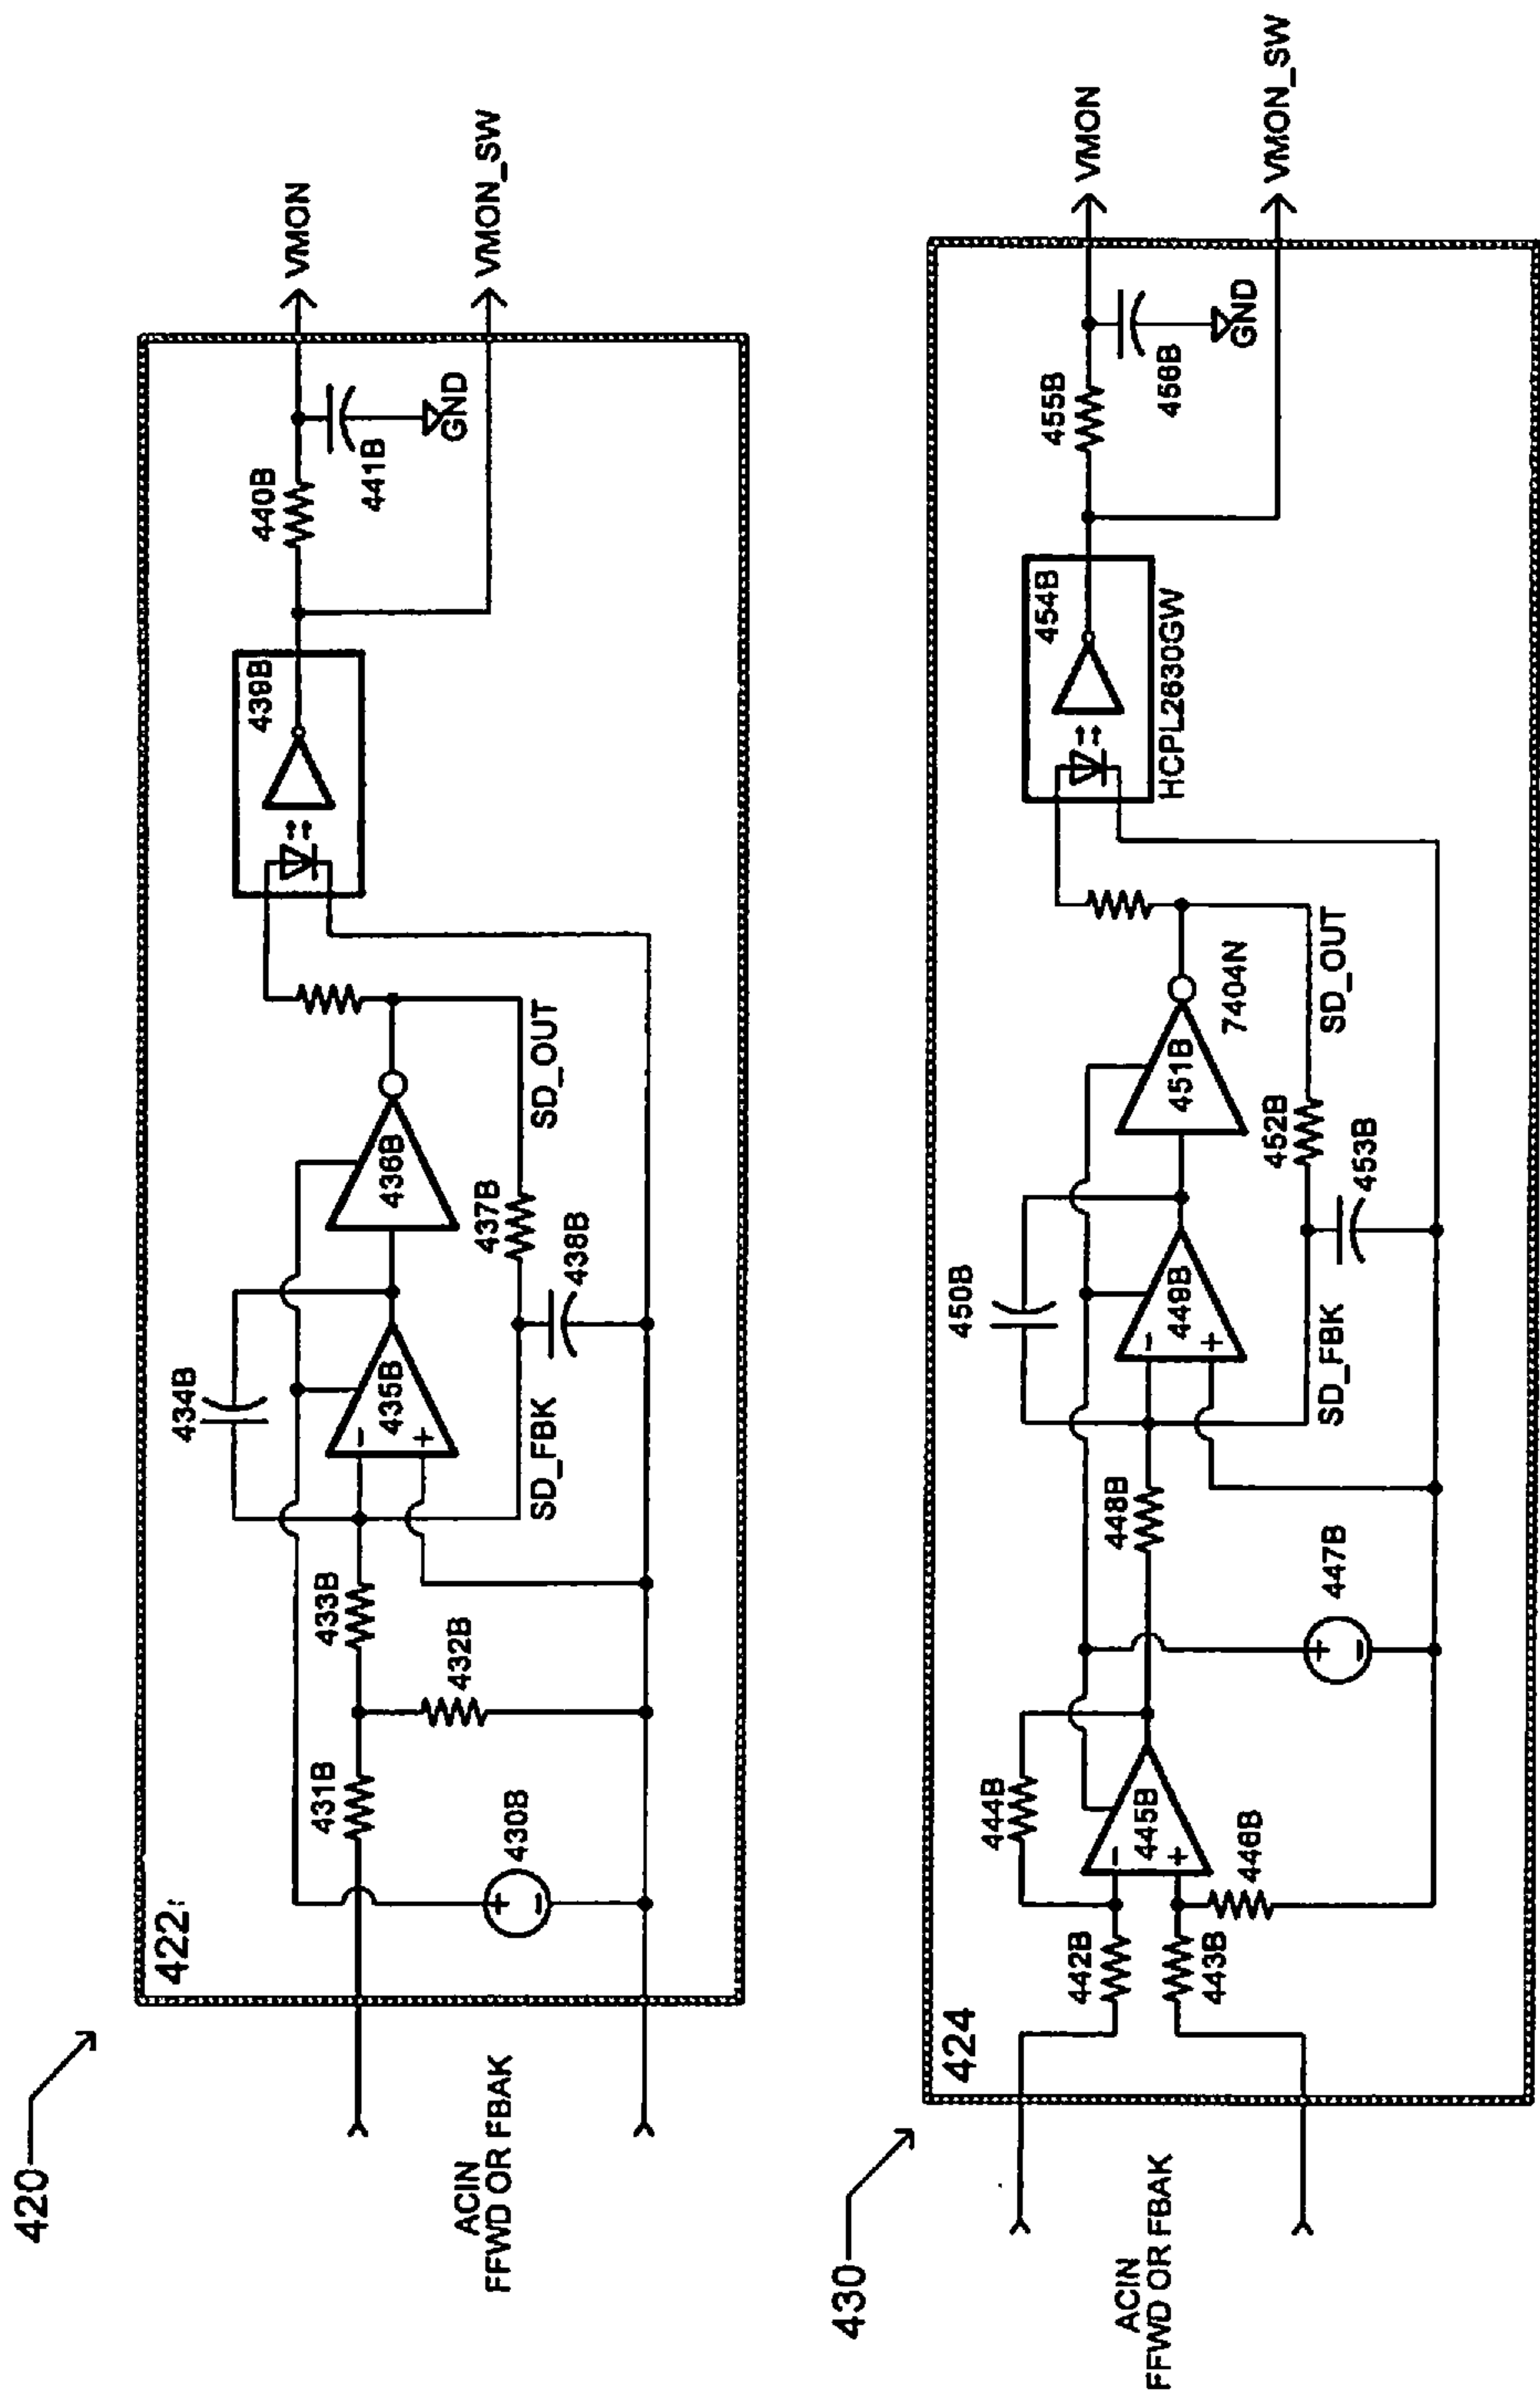 420
422
ACIN
FFWD OR FBAK
430B
431B
432B
433B
434B
435B
-
+
+
-
SD_FBK
436B
437B
438B
SD_OUT
439B
440B
441B
GND
VMON
VMON_SW
430
424
ACIN
FFWD OR FBAK
442B
443B
444B
445B
-
+
446B
447B
+
-
448B
449B
-
+
450B
SD_FBK
451B
7404N
452B
453B
SD_OUT
454B
HCPL2630GW
455B
456B
GND
VMON
VMON_SW